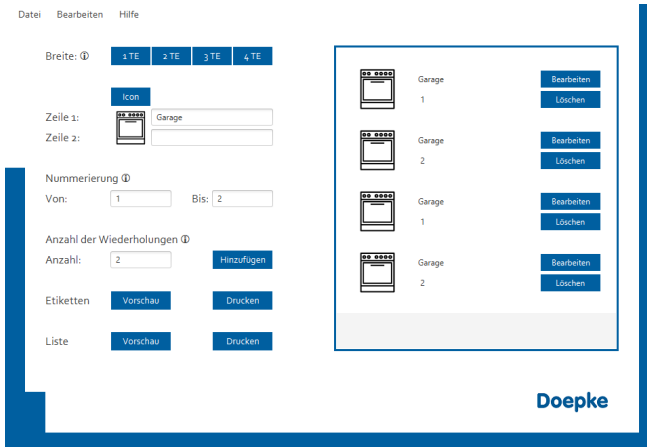 Datei Bearbeiten Hilfe
Breite: ⓘ 1 TE 2 TE 3 TE 4 TE
Icon
Zeile 1: Garage
Zeile 2:
Nummerierung ⓘ
Von: 1 Bis: 2
Anzahl der Wiederholungen ⓘ
Anzahl: 2 Hinzufügen
Etiketten Vorschau Drucken
Liste Vorschau Drucken
Garage Bearbeiten
1 Löschen
Garage Bearbeiten
2 Löschen
Garage Bearbeiten
1 Löschen
Garage Bearbeiten
2 Löschen
Doepke